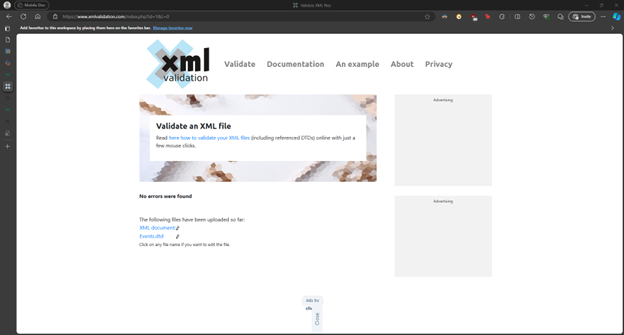 Mobile Dev
Validate XML files
https://www.xmlvalidation.com/index.php?id=1&L=0
Invite
Add favorites to this workspace by placing them here on the favorites bar. Manage favorites now
xml
validation
Validate Documentation An example About Privacy
Validate an XML file
Read here how to validate your XML files (including referenced DTDs) online with just a
few mouse clicks.
Advertising
No errors were found
Advertising
The following files have been uploaded so far:
XML document
Events.dtd
Click on any file name if you want to edit the file.
Ads by
Close